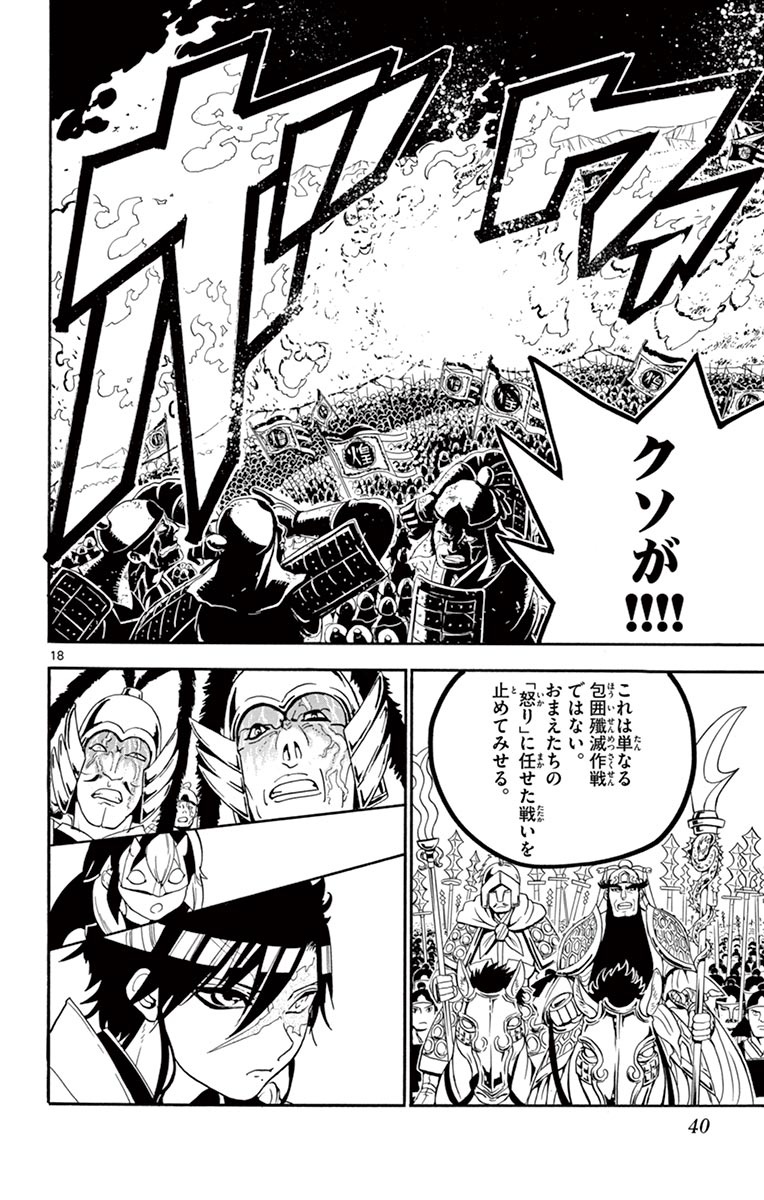 クソが!!!!
煌
18
これは単なる
包囲殲滅作戦
ではない。
おまえたちの
「怒り」に任せた戦いを
止めてみせる。
40